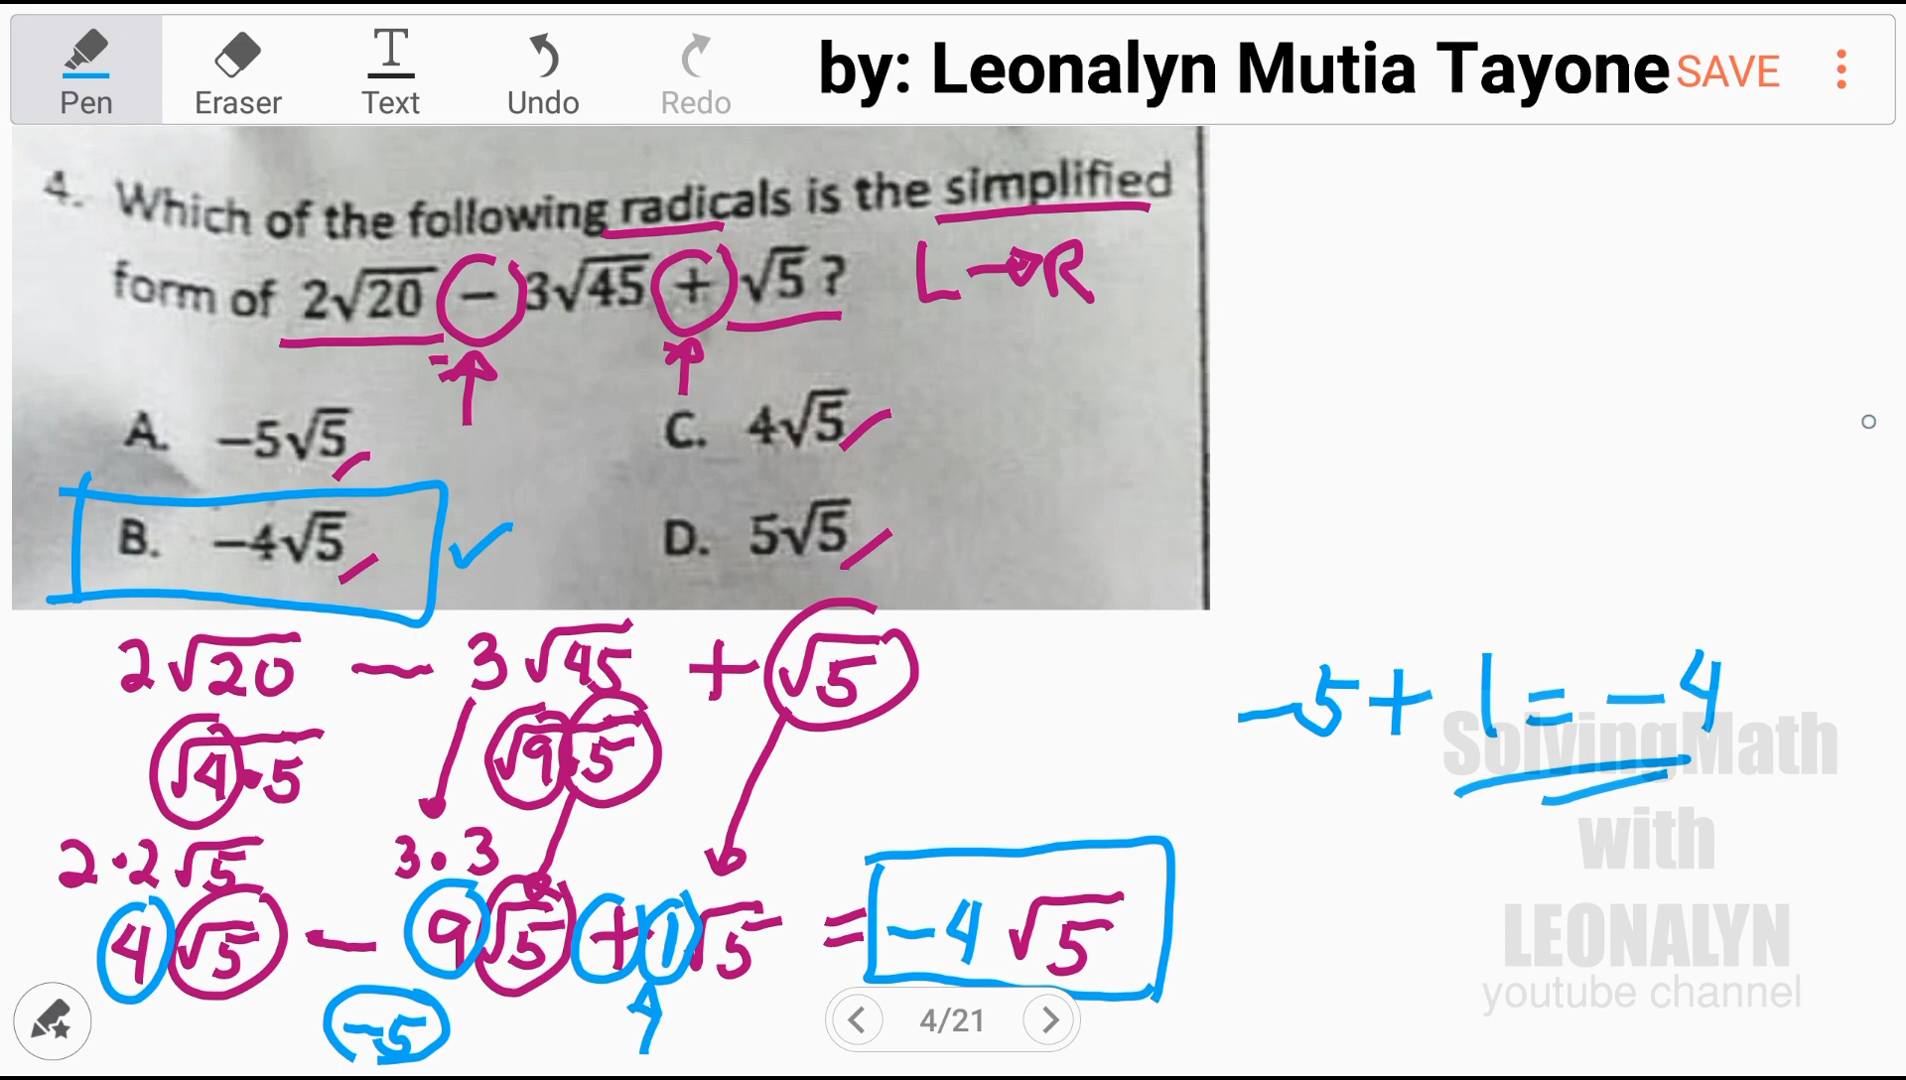 Pen Eraser Text Undo Redo by: Leonalyn Mutia Tayone SAVE
4. Which of the following radicals is the simplified
form of 2√20 − 3√45 + √5 ? L→R
A. −5√5 C. 4√5
B. −4√5 ✓ D. 5√5
2√20 − 3√45 + √5
√4·5 √9·5
−5 + 1 = −4
2·2√5 3·3
4√5 − 9√5 + 1√5 = −4√5
−5
SolvingMath
with
LEONALYN
youtube channel
4/21